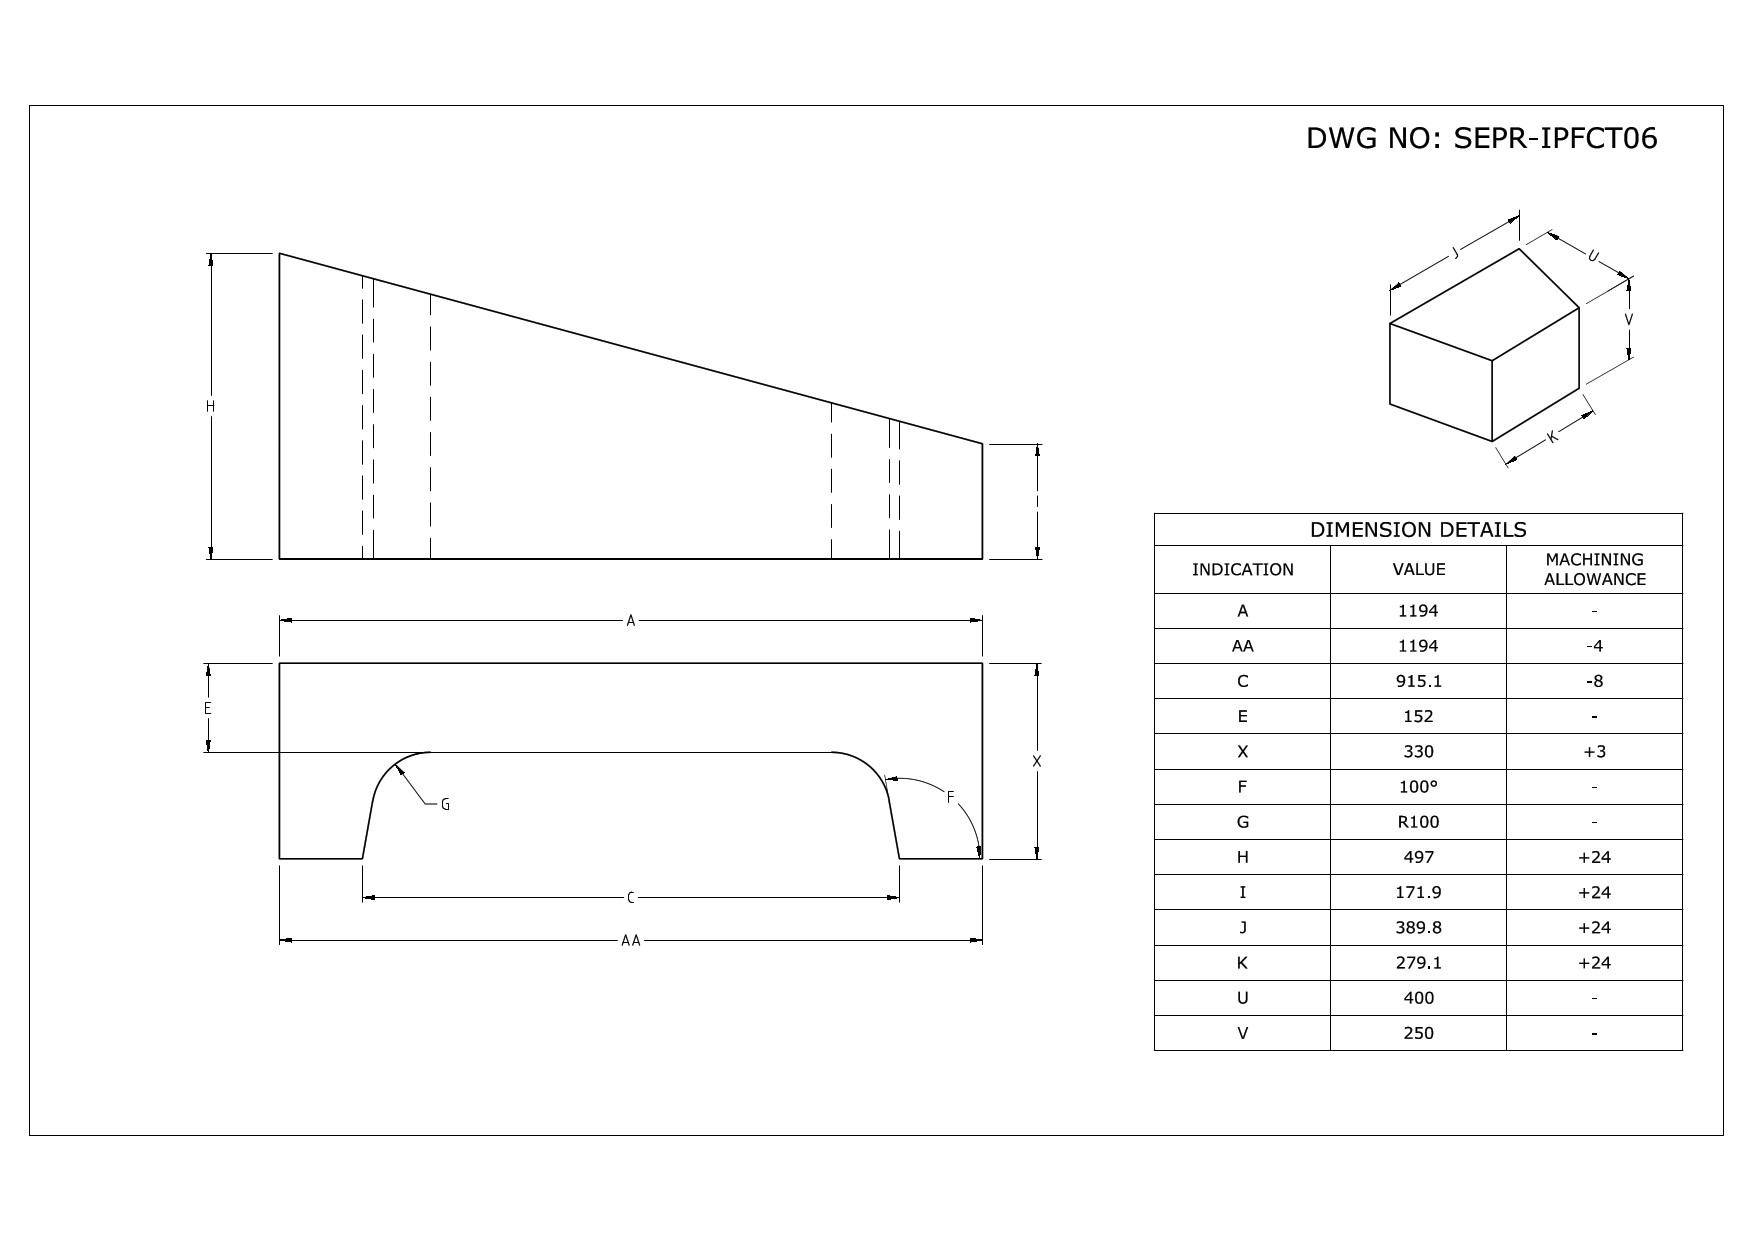 DWG NO: SEPR-IPFCT06
J
U
V
K
H
I
A
E
X
G
F
C
AA
DIMENSION DETAILS
INDICATION VALUE MACHINING ALLOWANCE
A 1194 -
AA 1194 -4
C 915.1 -8
E 152 -
X 330 +3
F 100° -
G R100 -
H 497 +24
I 171.9 +24
J 389.8 +24
K 279.1 +24
U 400 -
V 250 -